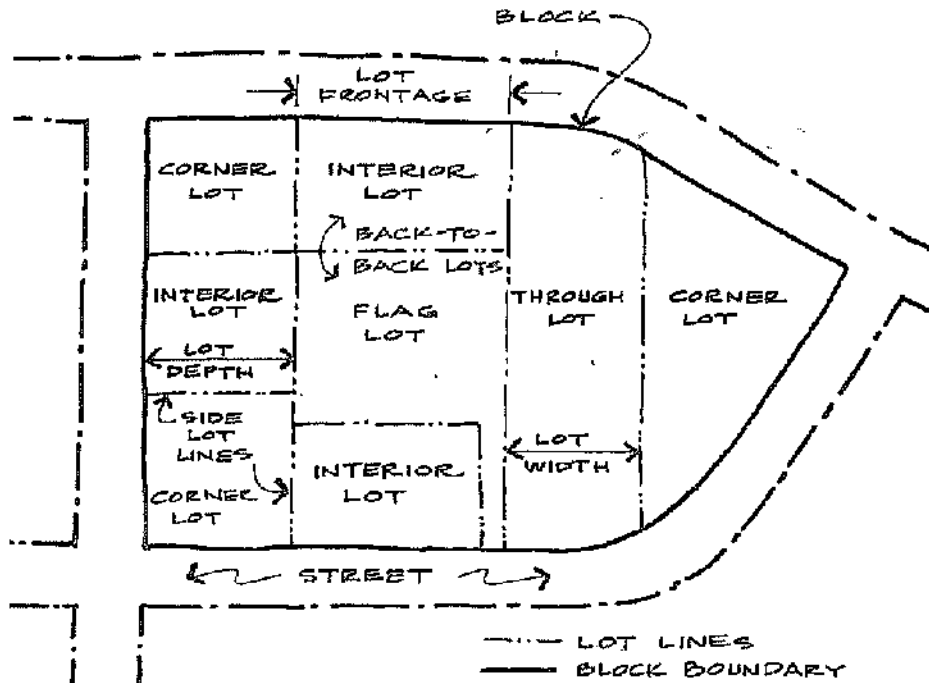 BLOCK
LOT
FRONTAGE
CORNER
LOT
INTERIOR
LOT
BACK-TO-
BACK LOTS
INTERIOR
LOT
FLAG
LOT
THROUGH
LOT
CORNER
LOT
LOT
DEPTH
SIDE
LOT
LINES
LOT
WIDTH
CORNER
LOT
INTERIOR
LOT
STREET
LOT LINES
BLOCK BOUNDARY